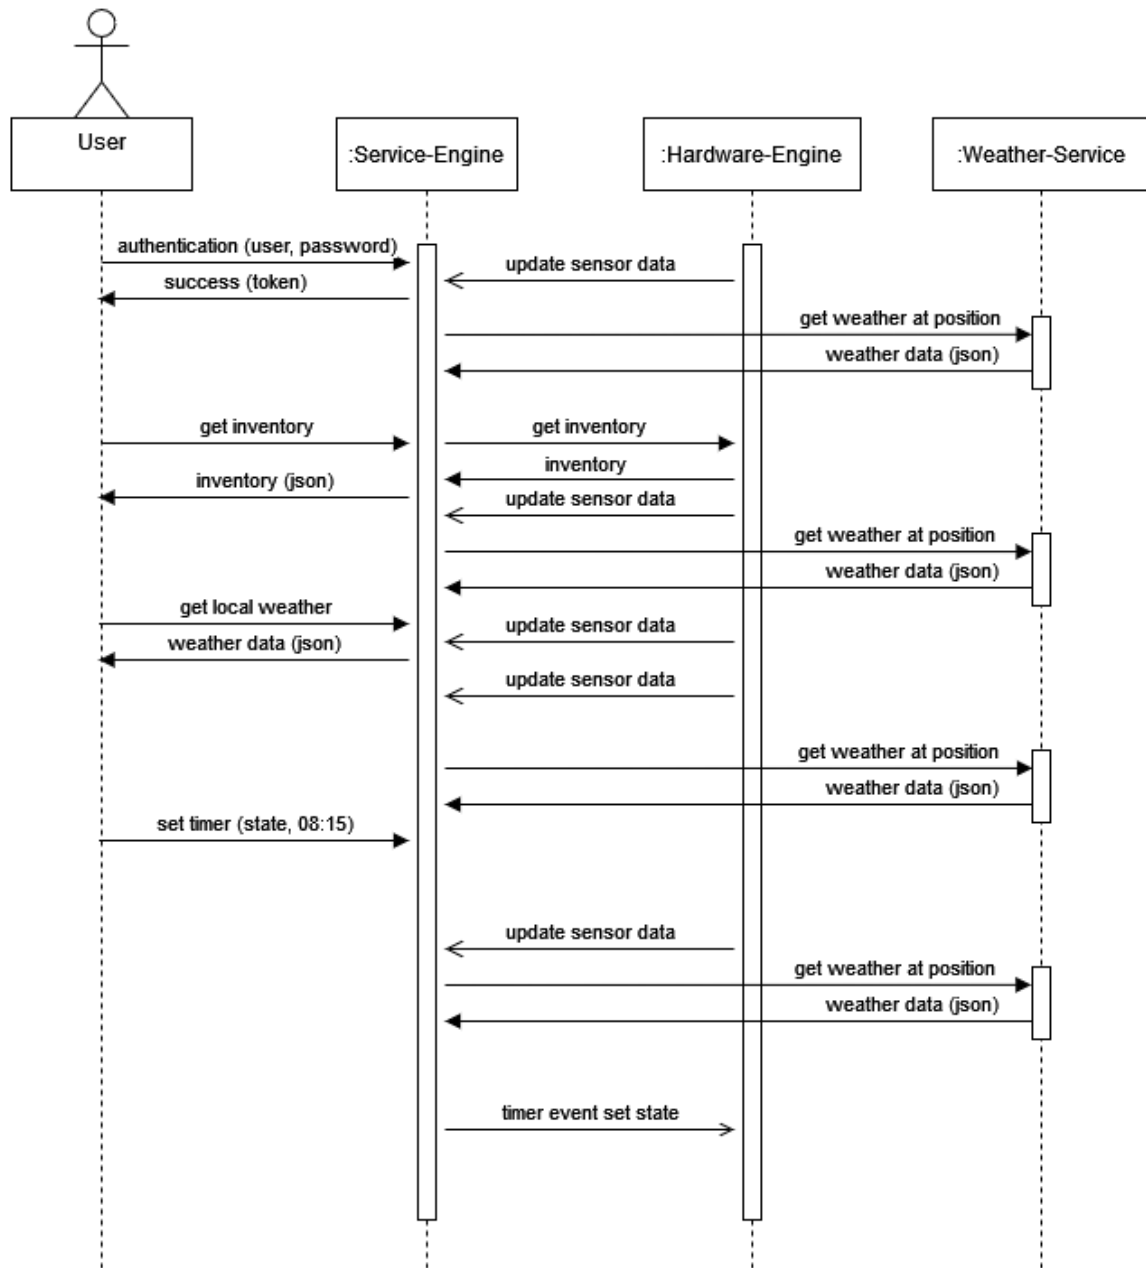 User
:Service-Engine
:Hardware-Engine
:Weather-Service
authentication (user, password)
update sensor data
success (token)
get weather at position
weather data (json)
get inventory
get inventory
inventory
inventory (json)
update sensor data
get weather at position
weather data (json)
get local weather
update sensor data
weather data (json)
update sensor data
get weather at position
weather data (json)
set timer (state, 08:15)
update sensor data
get weather at position
weather data (json)
timer event set state